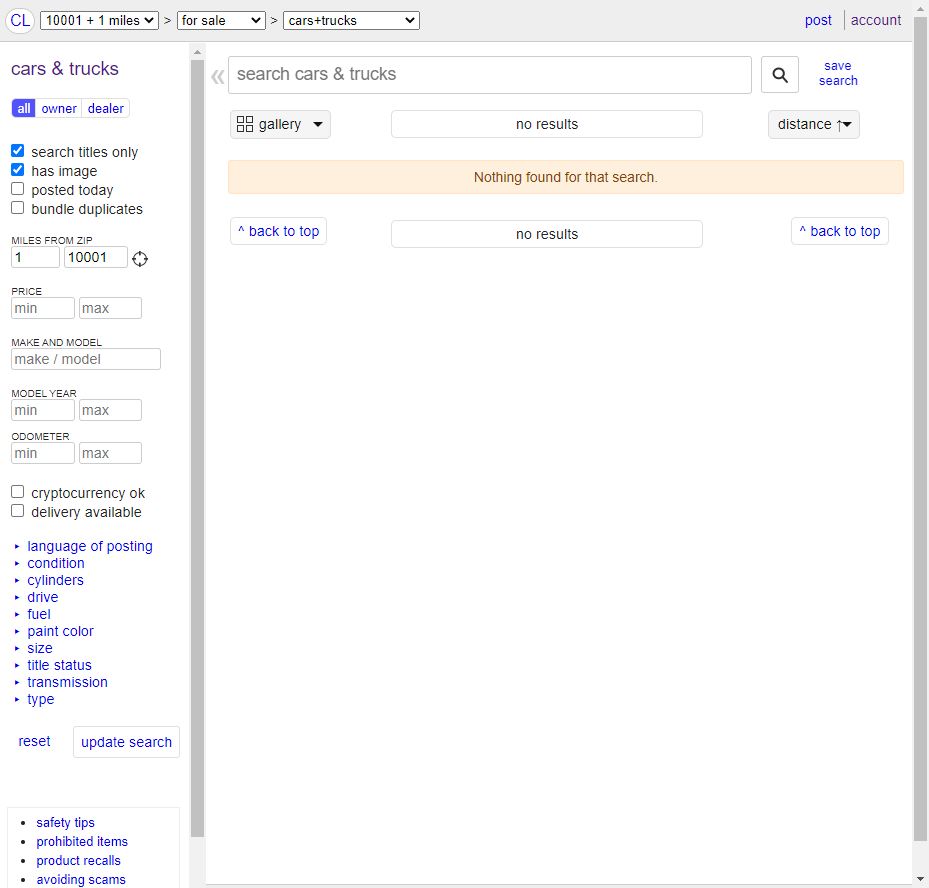 CL 10001 + 1 miles > for sale > cars+trucks post account
cars & trucks
all owner dealer
search titles only
has image
posted today
bundle duplicates
MILES FROM ZIP
1 10001
PRICE
min max
MAKE AND MODEL
make / model
MODEL YEAR
min max
ODOMETER
min max
cryptocurrency ok
delivery available
language of posting
condition
cylinders
drive
fuel
paint color
size
title status
transmission
type
reset update search
safety tips
prohibited items
product recalls
avoiding scams
« search cars & trucks save
search
gallery no results distance ↑
Nothing found for that search.
^ back to top no results ^ back to top